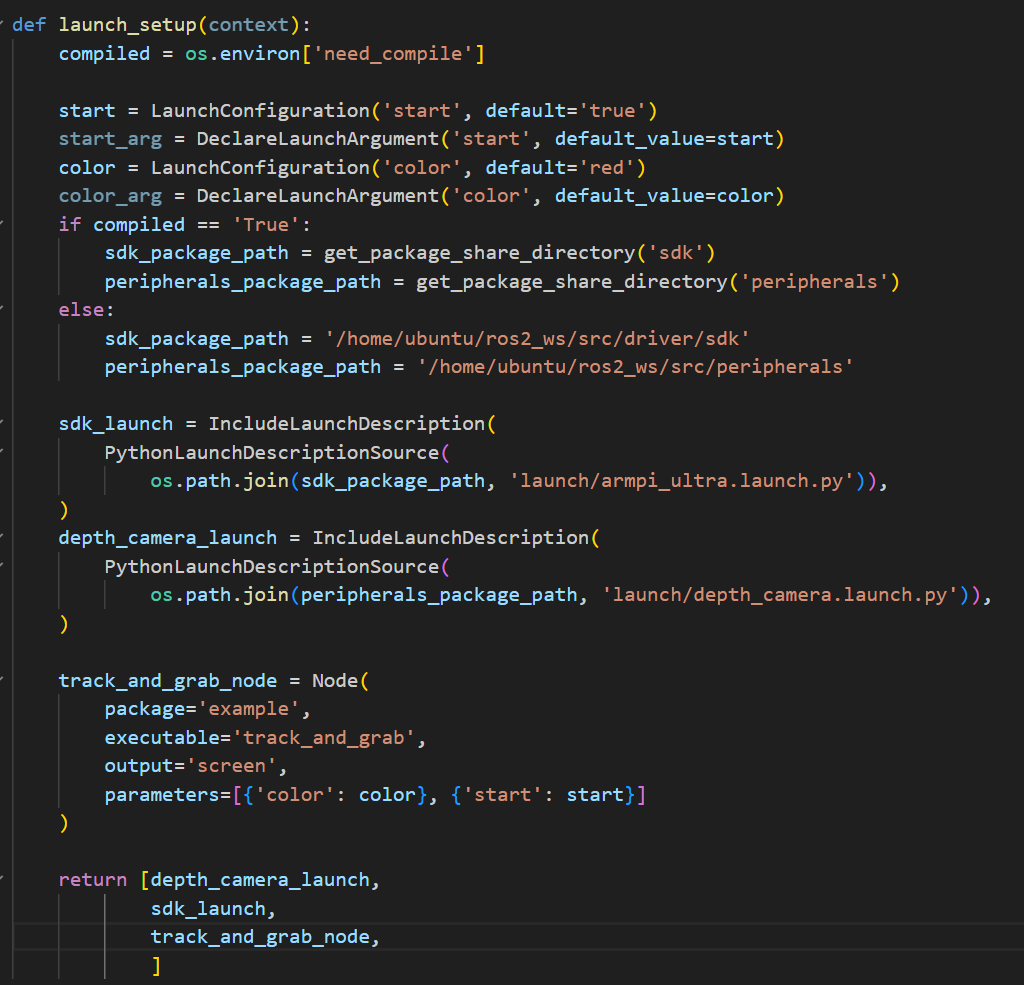 def launch_setup(context):
    compiled = os.environ['need_compile']

    start = LaunchConfiguration('start', default='true')
    start_arg = DeclareLaunchArgument('start', default_value=start)
    color = LaunchConfiguration('color', default='red')
    color_arg = DeclareLaunchArgument('color', default_value=color)
    if compiled == 'True':
        sdk_package_path = get_package_share_directory('sdk')
        peripherals_package_path = get_package_share_directory('peripherals')
    else:
        sdk_package_path = '/home/ubuntu/ros2_ws/src/driver/sdk'
        peripherals_package_path = '/home/ubuntu/ros2_ws/src/peripherals'

    sdk_launch = IncludeLaunchDescription(
        PythonLaunchDescriptionSource(
            os.path.join(sdk_package_path, 'launch/armpi_ultra.launch.py')),
    )
    depth_camera_launch = IncludeLaunchDescription(
        PythonLaunchDescriptionSource(
            os.path.join(peripherals_package_path, 'launch/depth_camera.launch.py')),
    )

    track_and_grab_node = Node(
        package='example',
        executable='track_and_grab',
        output='screen',
        parameters=[{'color': color}, {'start': start}]
    )

    return [depth_camera_launch,
            sdk_launch,
            track_and_grab_node,
            ]